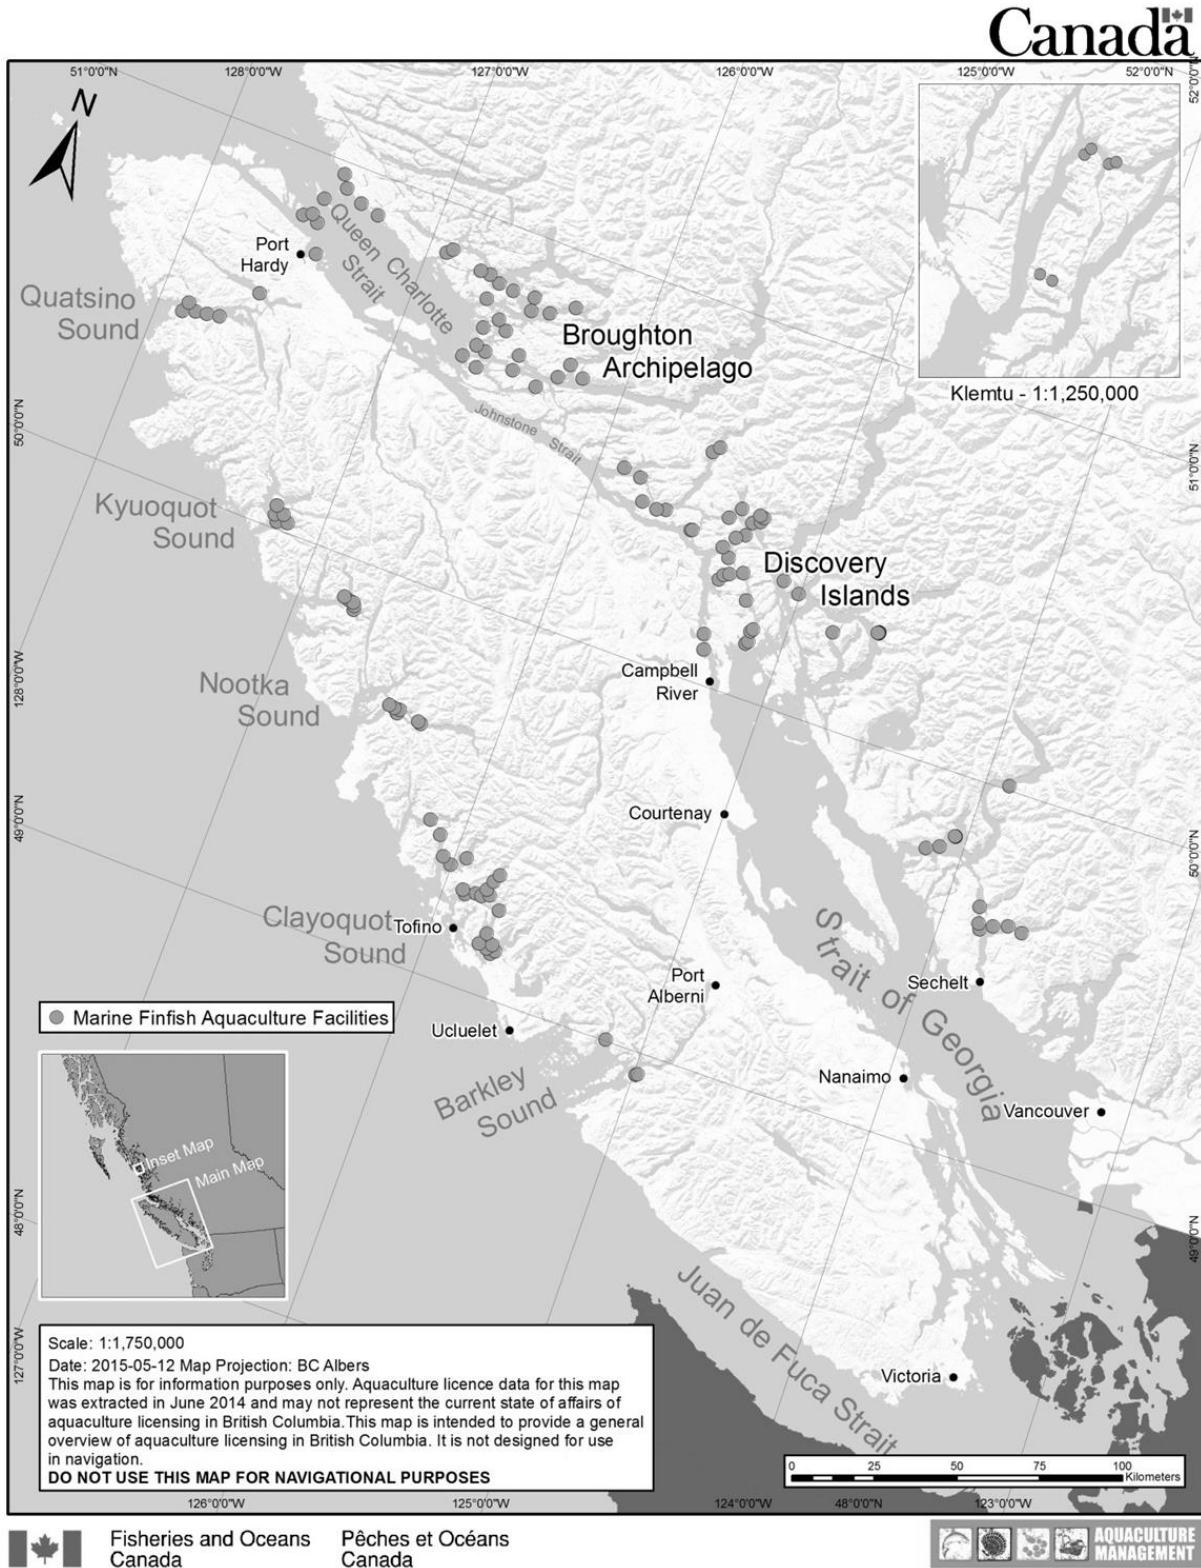 Canada
51°0'0"N
128°0'0"W
127°0'0"W
126°0'0"W
125°0'0"W
52°0'0"N
52°0'0"N
N
Port
Hardy
Queen Charlotte
Strait
Quatsino
Sound
Broughton
Archipelago
Klemtu - 1:1,250,000
Johnstone Strait
50°0'0"N
51°0'0"N
Kyuoquot
Sound
Discovery
Islands
Campbell
River
128°0'0"W
Nootka
Sound
Courtenay
49°0'0"N
50°0'0"N
Clayoquot
Sound
Tofino
Strait of Georgia
Port
Alberni
Sechelt
Marine Finfish Aquaculture Facilities
Ucluelet
Barkley
Sound
Nanaimo
Vancouver
Inset Map
Main Map
48°0'0"N
49°0'0"N
Juan de Fuca Strait
Victoria
127°0'0"W
Scale: 1:1,750,000
Date: 2015-05-12 Map Projection: BC Albers
This map is for information purposes only. Aquaculture licence data for this map
was extracted in June 2014 and may not represent the current state of affairs of
aquaculture licensing in British Columbia.This map is intended to provide a general
overview of aquaculture licensing in British Columbia. It is not designed for use
in navigation.
DO NOT USE THIS MAP FOR NAVIGATIONAL PURPOSES
0 25 50 75 100
Kilometers
126°0'0"W
125°0'0"W
124°0'0"W
48°0'0"N
123°0'0"W
Fisheries and Oceans
Canada
Pêches et Océans
Canada
AQUACULTURE
MANAGEMENT